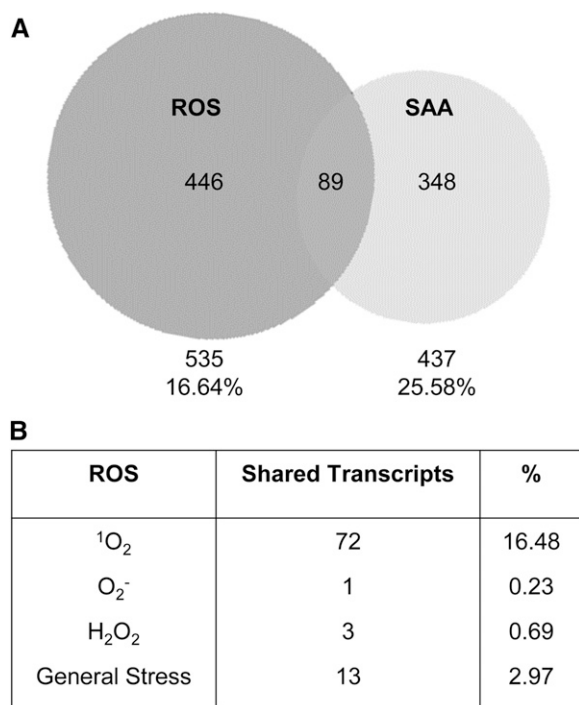 A
ROS SAA
446 89 348
535 437
16.64% 25.58%
B
ROS Shared Transcripts %
¹O₂ 72 16.48
O₂⁻ 1 0.23
H₂O₂ 3 0.69
General Stress 13 2.97